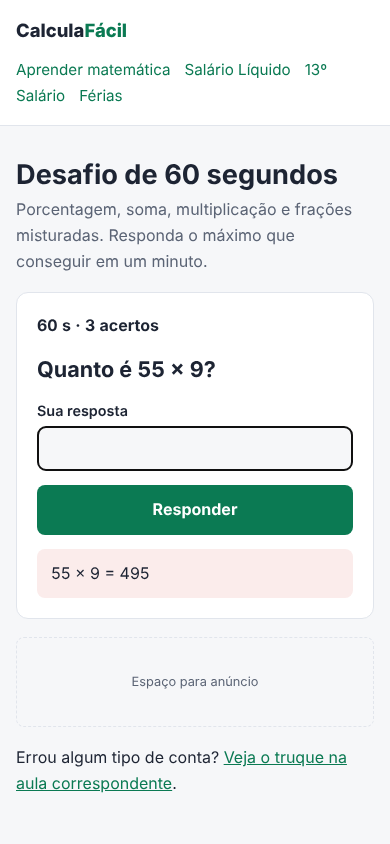 CalculaFácil
Aprender matemática Salário Líquido 13º
Salário Férias
Desafio de 60 segundos
Porcentagem, soma, multiplicação e frações
misturadas. Responda o máximo que
conseguir em um minuto.
60 s · 3 acertos
Quanto é 55 × 9?
Sua resposta
Responder
55 × 9 = 495
Espaço para anúncio
Errou algum tipo de conta? Veja o truque na
aula correspondente.